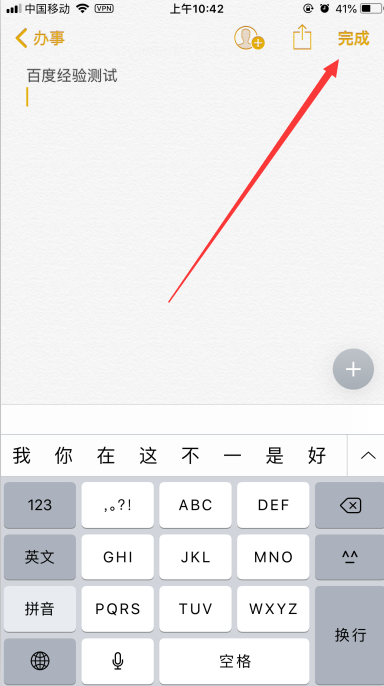 中国移动 VPN 上午10:42 41%
办事 完成
百度经验测试
我 你 在 这 不 一 是 好
123 ,。?! ABC DEF
英文 GHI JKL MNO ^^
拼音 PQRS TUV WXYZ 换行
空格